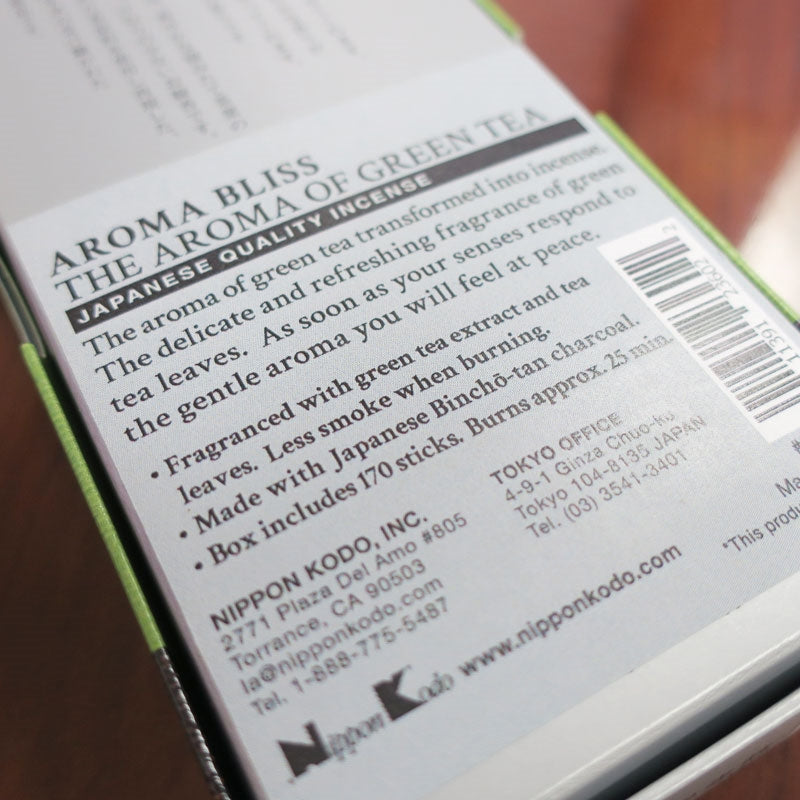 AROMA BLISS
THE AROMA OF GREEN TEA
JAPANESE QUALITY INCENSE
The aroma of green tea transformed into incense.
The delicate and refreshing fragrance of green
tea leaves. As soon as your senses respond to
the gentle aroma you will feel at peace.
• Fragranced with green tea extract and tea
leaves. Less smoke when burning.
• Made with Japanese Binchō-tan charcoal.
• Box includes 170 sticks. Burns approx. 25 min.
NIPPON KODO, INC.
2771 Plaza Del Amo #805
Torrance, CA 90503
la@nipponkodo.com
Tel. 1-888-775-5487
TOKYO OFFICE
4-9-1 Ginza Chuo-ku
Tokyo 104-8135 JAPAN
Tel. (03) 3541-3401
Nippon Kodo www.nipponkodo.com
23602
2
*This produ